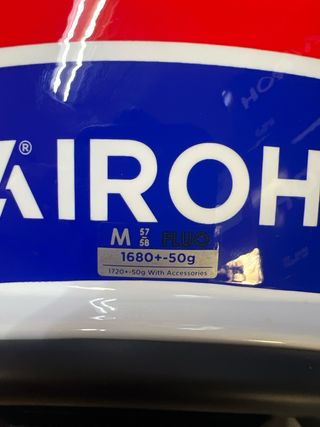 AIROH
®
M 57-58 FLUO
1680+-50g
1720+-50g With Accessories